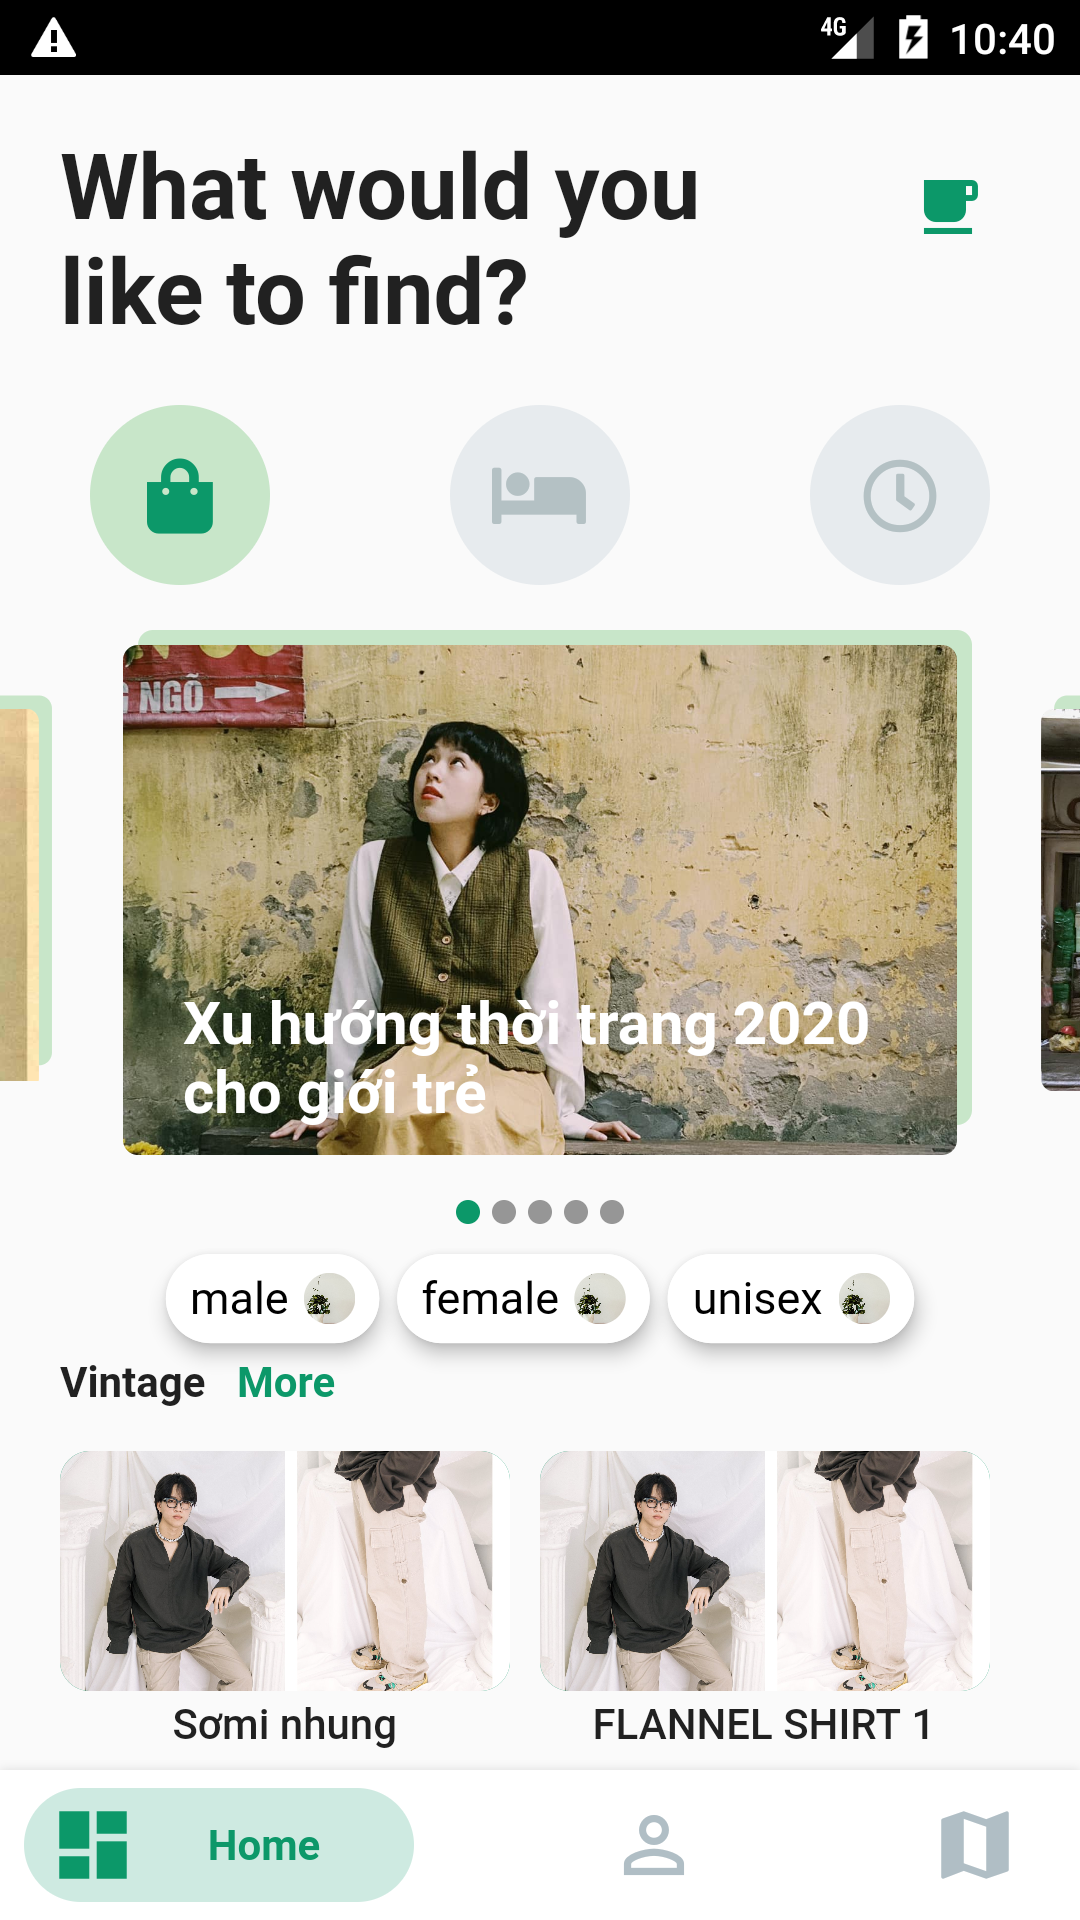 4G 10:40
What would you
like to find?
NGÕ
Xu hướng thời trang 2020
cho giới trẻ
male female unisex
Vintage More
Sơmi nhung FLANNEL SHIRT 1
Home